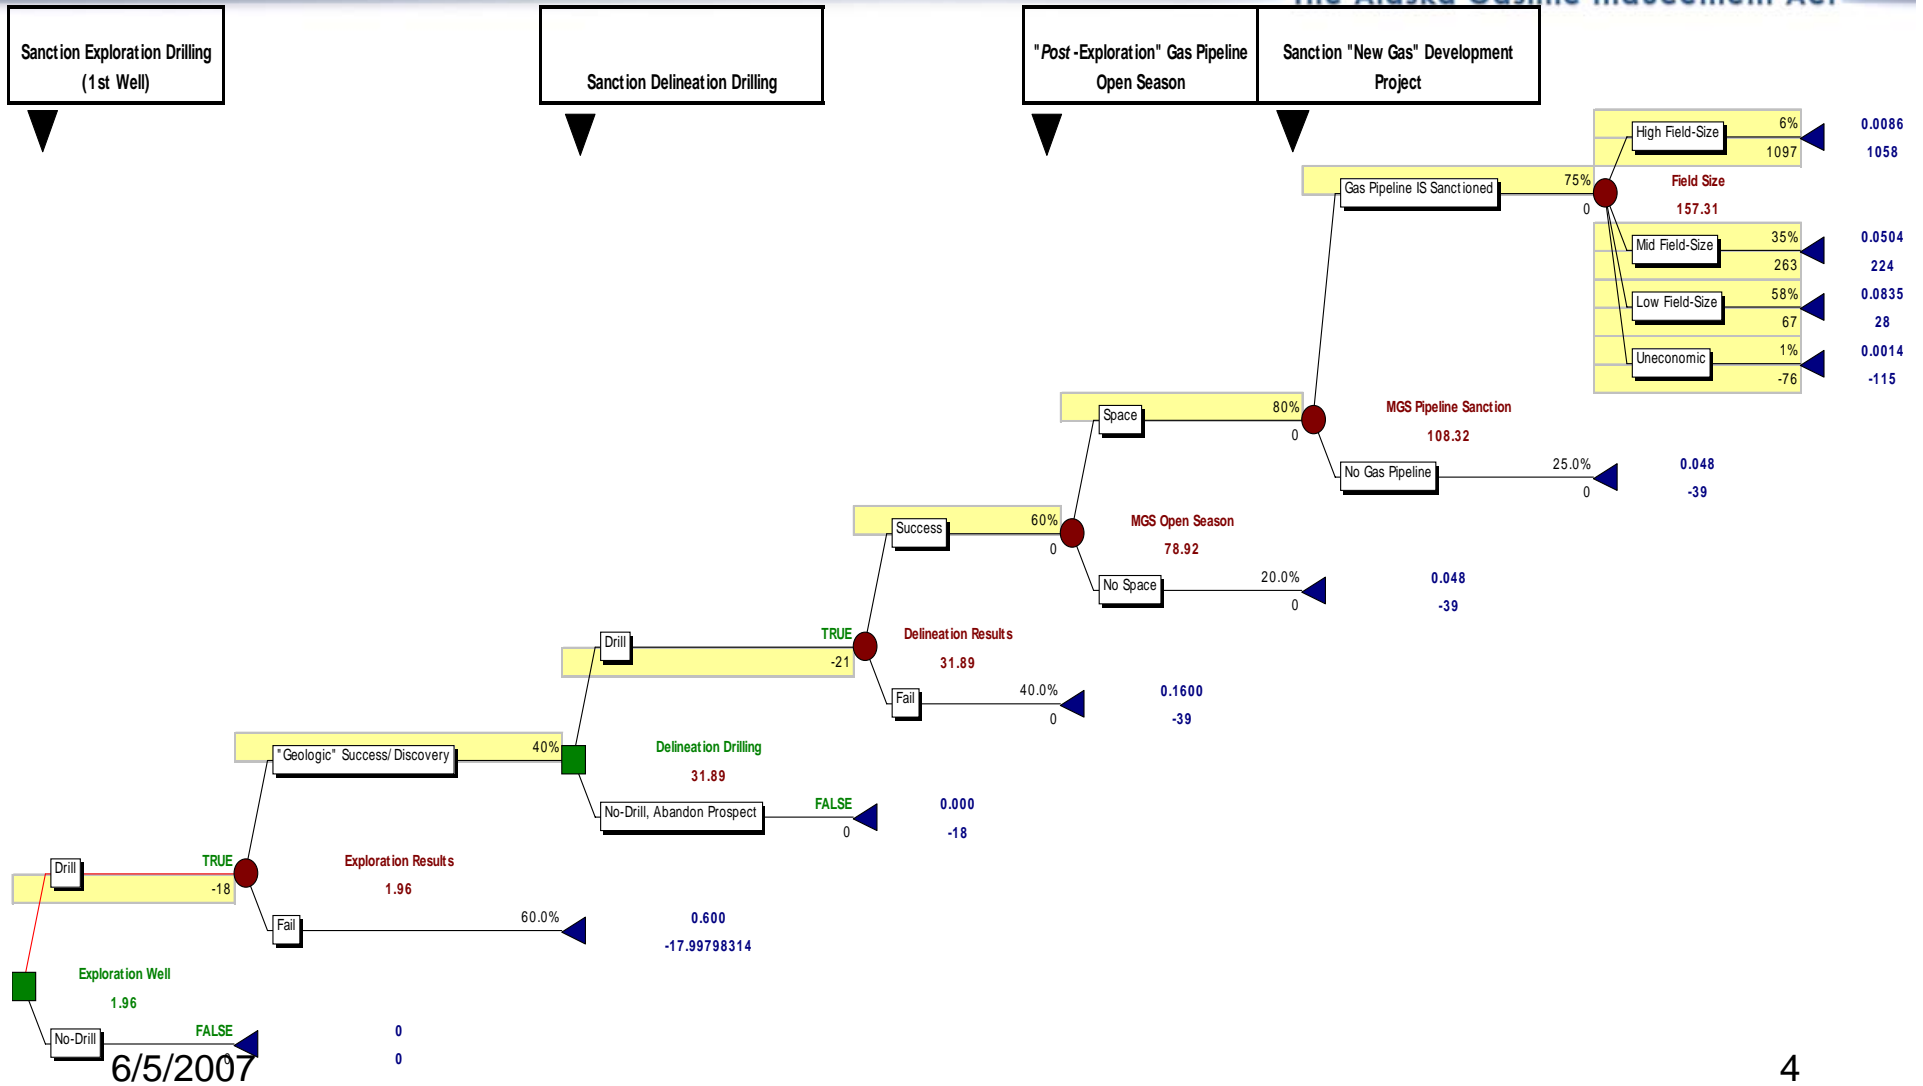 The Alaska Gasline Inducement Act
Sanction Exploration Drilling
(1st Well)
Sanction Delineation Drilling
"Post-Exploration" Gas Pipeline
Open Season
Sanction "New Gas" Development
Project
High Field-Size
6%
1097
0.0086
1058
Gas Pipeline IS Sanctioned
75%
0
Field Size
157.31
Mid Field-Size
35%
263
0.0504
224
Low Field-Size
58%
67
0.0835
28
Uneconomic
1%
-76
0.0014
-115
Space
80%
0
MGS Pipeline Sanction
108.32
No Gas Pipeline
25.0%
0
0.048
-39
Success
60%
0
MGS Open Season
78.92
No Space
20.0%
0
0.048
-39
Drill
TRUE
-21
Delineation Results
31.89
Fail
40.0%
0
0.1600
-39
"Geologic" Success/Discovery
40%
Delineation Drilling
31.89
No-Drill, Abandon Prospect
FALSE
0
0.000
-18
Drill
TRUE
-18
Exploration Results
1.96
Fail
60.0%
0.600
-17.99798314
Exploration Well
1.96
No-Drill
FALSE
0
0
0
6/5/2007
4